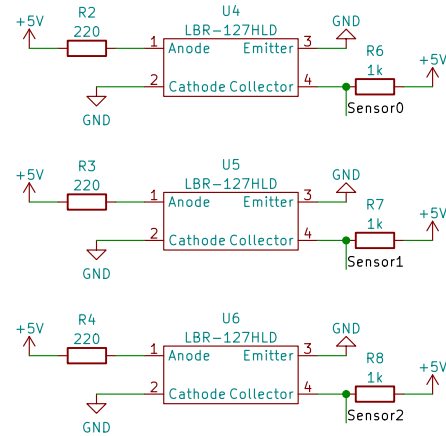 U4
LBR-127HLD
+5V R2 220 1 Anode Emitter 3 GND
R6 1k +5V
2 Cathode Collector 4
GND
Sensor0
U5
LBR-127HLD
+5V R3 220 1 Anode Emitter 3 GND
R7 1k +5V
2 Cathode Collector 4
GND
Sensor1
U6
LBR-127HLD
+5V R4 220 1 Anode Emitter 3 GND
R8 1k +5V
2 Cathode Collector 4
GND
Sensor2